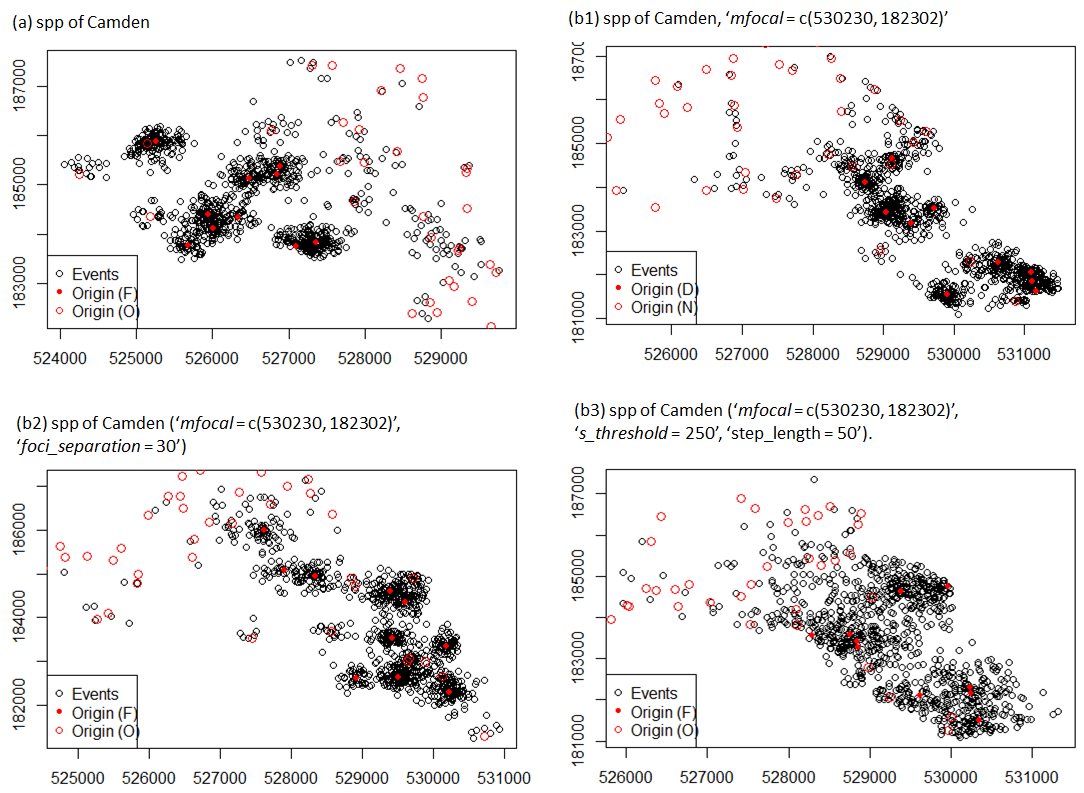 (a) spp of Camden
187000
185000
183000
Events
Origin (F)
Origin (O)
524000 525000 526000 527000 528000 529000
(b1) spp of Camden, ‘mfocal = c(530230, 182302)’
187000
185000
183000
181000
Events
Origin (D)
Origin (N)
526000 527000 528000 529000 530000 531000
(b2) spp of Camden (‘mfocal = c(530230, 182302)’,
‘foci_separation = 30’)
186000
184000
182000
Events
Origin (F)
Origin (O)
525000 526000 527000 528000 529000 530000 531000
(b3) spp of Camden (‘mfocal = c(530230, 182302)’,
‘s_threshold = 250’, ‘step_length = 50’).
187000
185000
183000
181000
Events
Origin (F)
Origin (O)
526000 527000 528000 529000 530000 531000